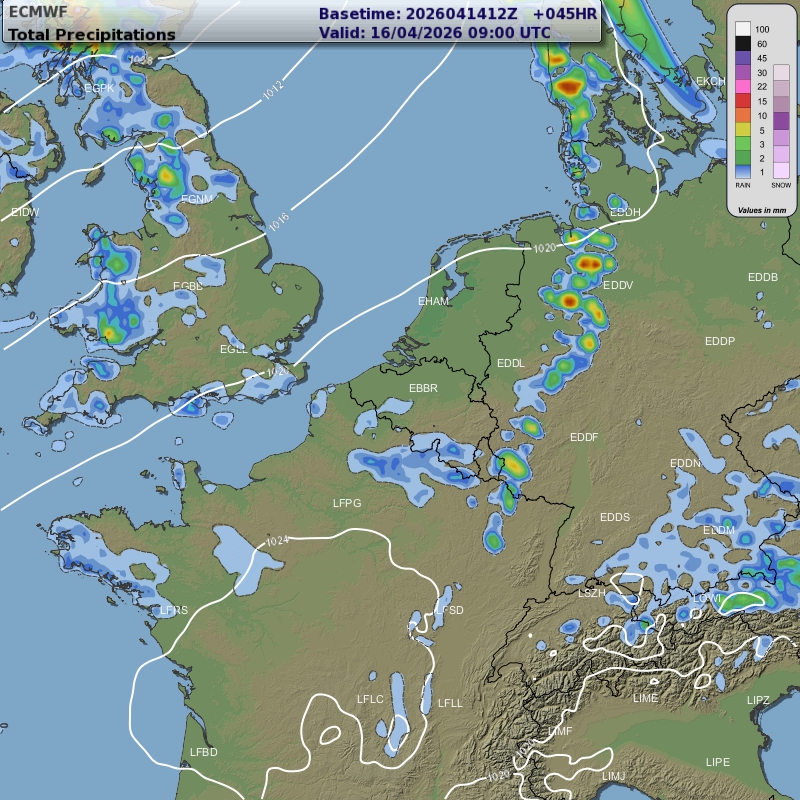 ECMWF
Basetime: 2026041412Z +045HR
Total Precipitations
Valid: 16/04/2026 09:00 UTC
100
60
45
30
22
15
10
5
3
2
1
RAIN
SNOW
Values in mm
1008
EGPK
EKCH
1012
EIDW
EGNM
EDDH
1016
1020
EGBB
EHAM
EDDV
EDDB
EGLL
EDDL
EDDP
1020
EBBR
EDDF
EDDN
LFPG
EDDS
EDDM
1024
LSZH
LOWI
LFRS
LFSD
LFLC
LFLL
LIME
LIPZ
LIMF
LFBD
LIPE
1020
LIMJ